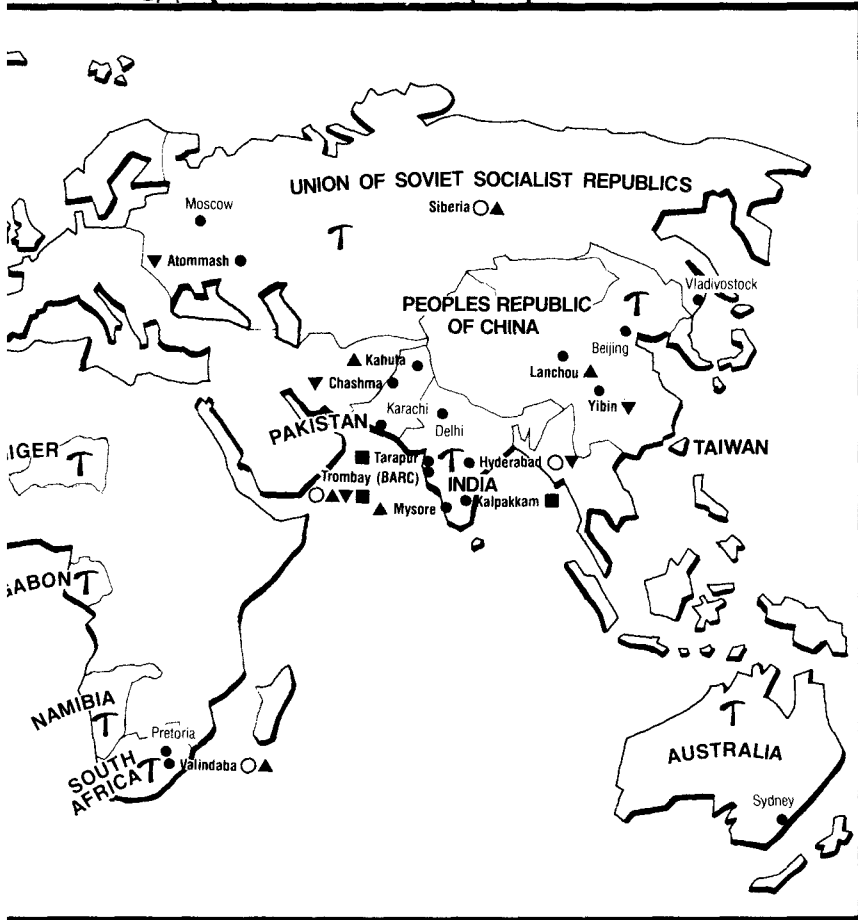 UNION OF SOVIET SOCIALIST REPUBLICS
Siberia
Moscow
Atommash
Vladivostock
PEOPLES REPUBLIC
OF CHINA
Beijing
Lanchou
Yibin
Kahuta
Chashma
Karachi
Delhi
PAKISTAN
TAIWAN
IGER
Tarapur
Hyderabad
Trombay (BARC)
INDIA
Mysore
Kalpakkam
GABON
NAMIBIA
Pretoria
SOUTH
AFRICA
Valindaba
AUSTRALIA
Sydney